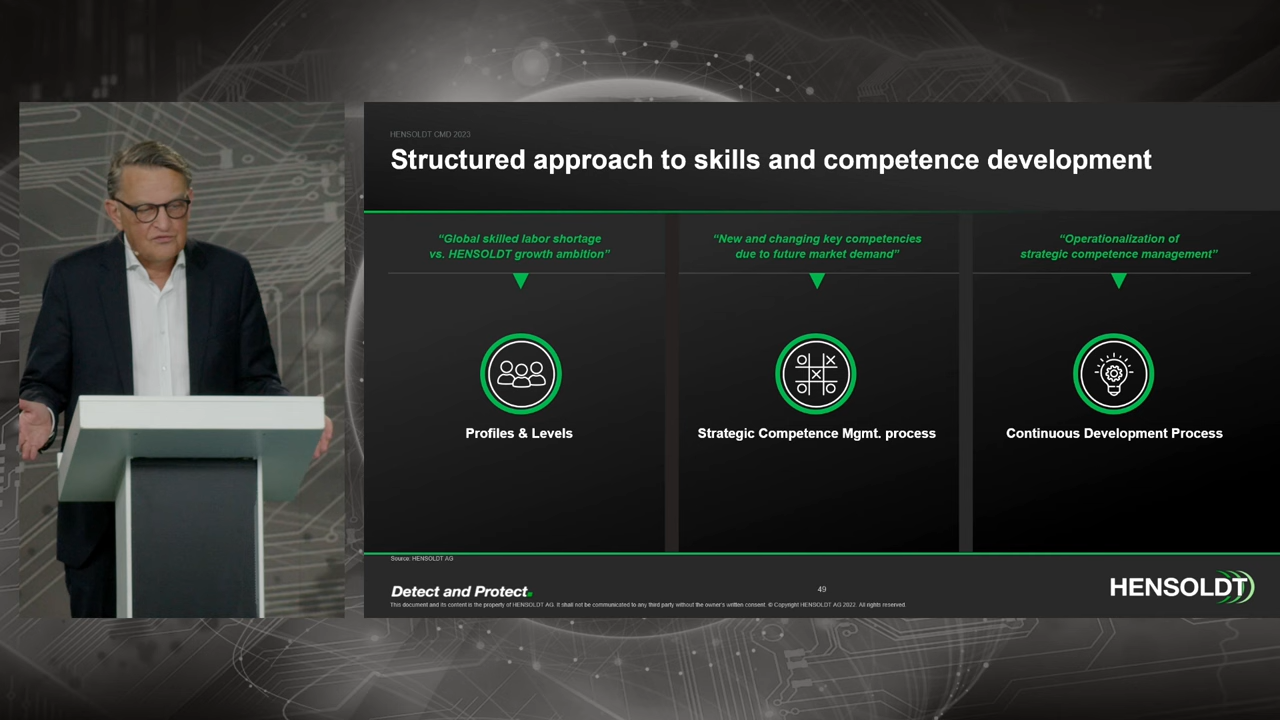 HENSOLDT CMD 2023
Structured approach to skills and competence development
“Global skilled labor shortage
vs. HENSOLDT growth ambition”
“New and changing key competencies
due to future market demand”
“Operationalization of
strategic competence management”
Profiles & Levels
Strategic Competence Mgmt. process
Continuous Development Process
Source: HENSOLDT AG
Detect and Protect.
49
HENSOLDT
This document and its content is the property of HENSOLDT AG. It shall not be communicated to any third party without the owner's written consent. © Copyright HENSOLDT AG 2022. All rights reserved.